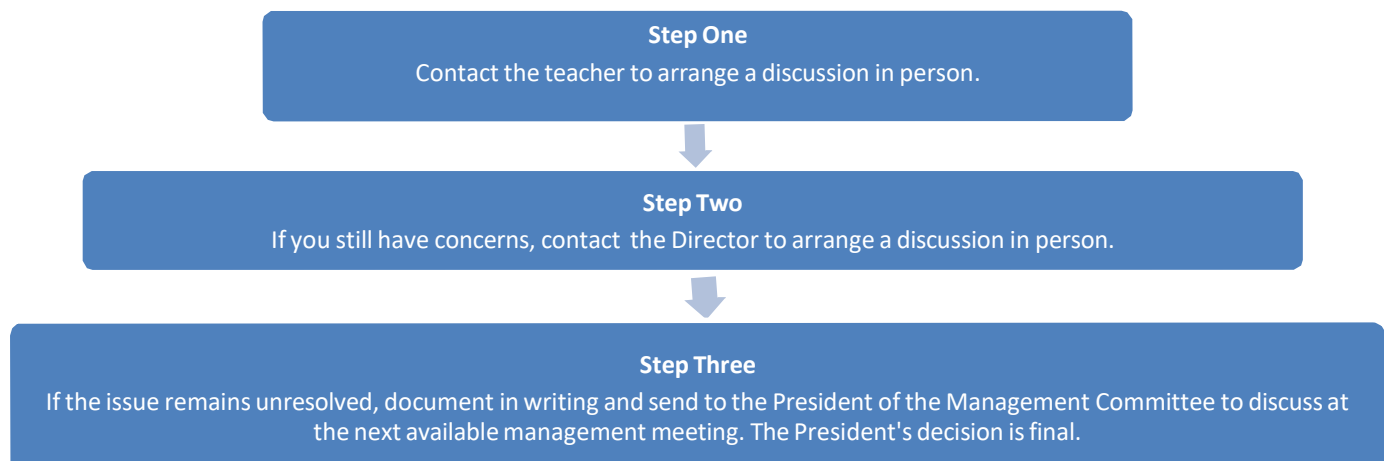 Step One
Contact the teacher to arrange a discussion in person.
Step Two
If you still have concerns, contact the Director to arrange a discussion in person.
Step Three
If the issue remains unresolved, document in writing and send to the President of the Management Committee to discuss at
the next available management meeting. The President's decision is final.